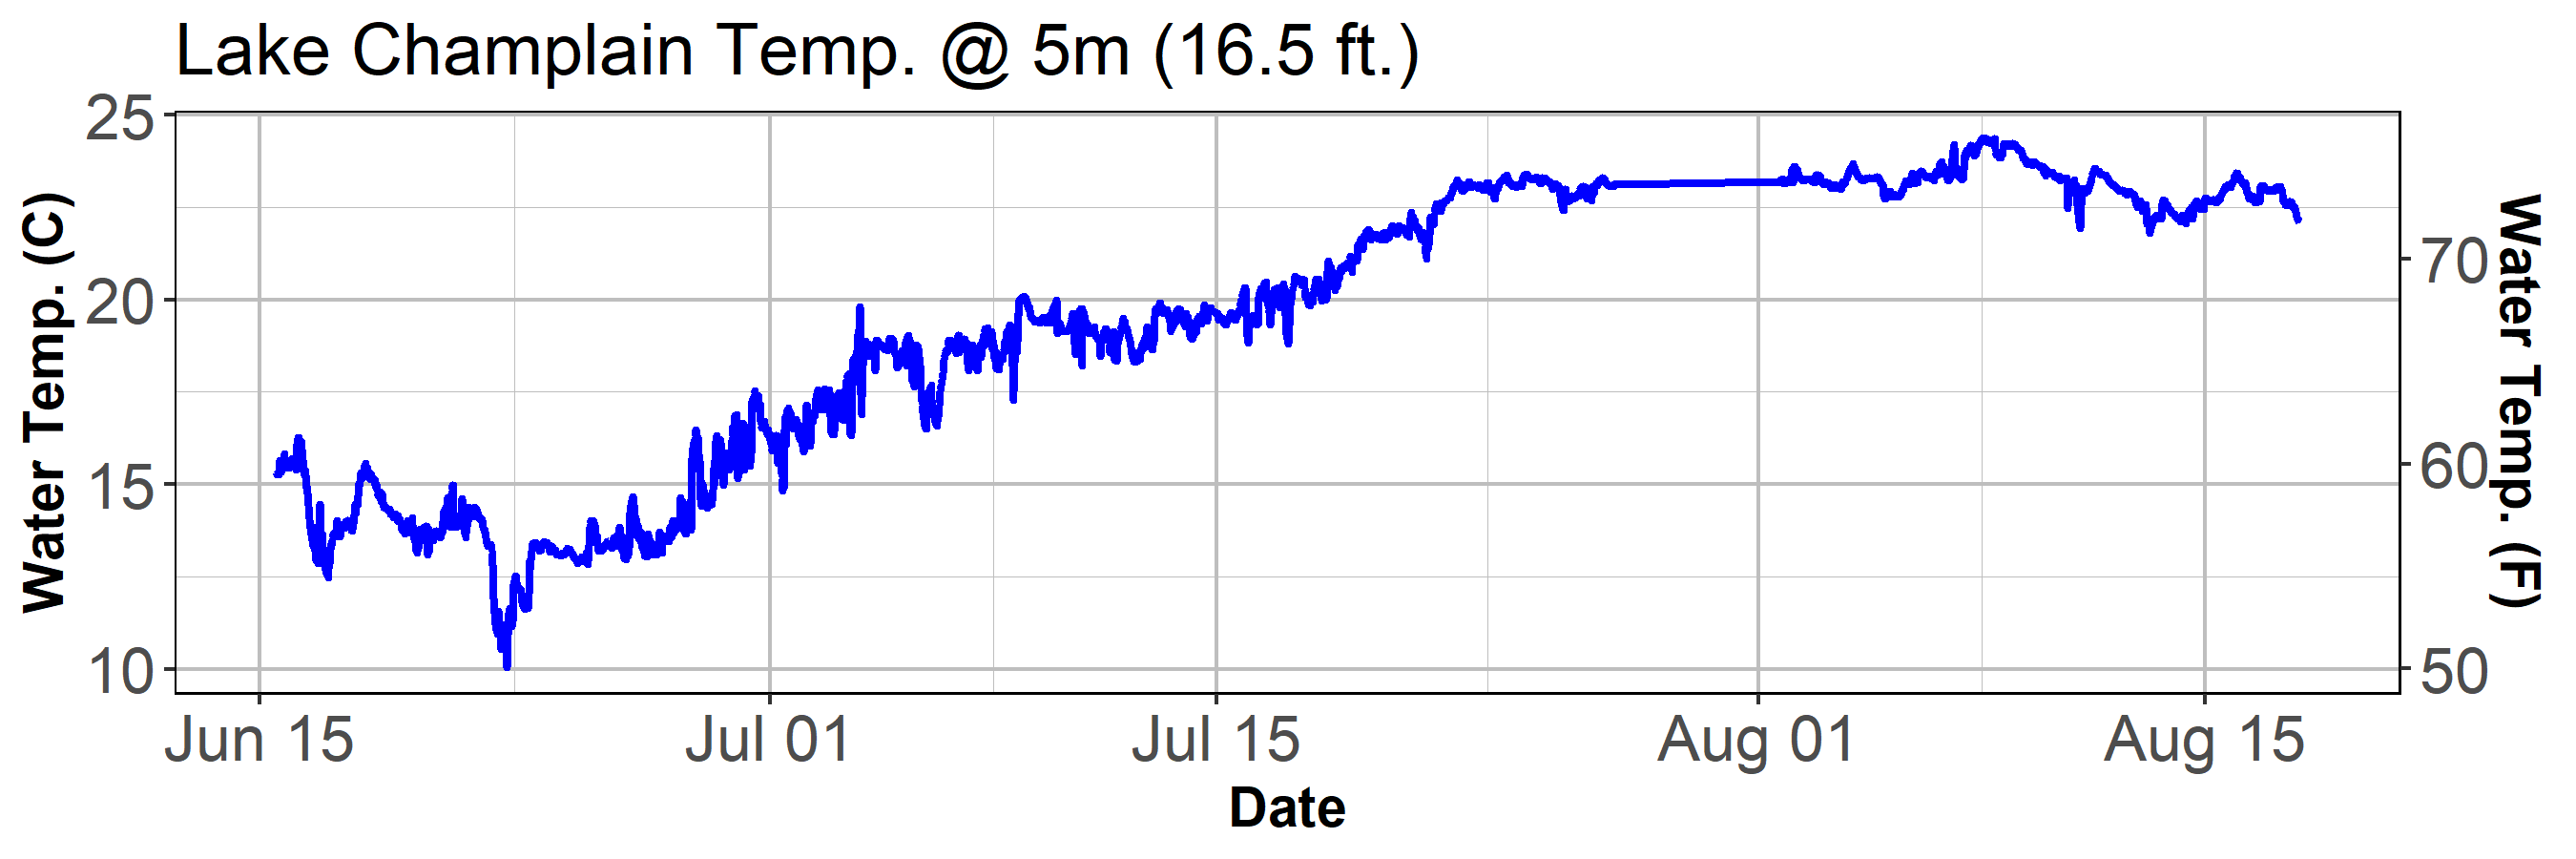 Lake Champlain Temp. @ 5m (16.5 ft.)
25
20
15
10
Water Temp. (C)
70
60
50
Water Temp. (F)
Jun 15
Jul 01
Jul 15
Aug 01
Aug 15
Date